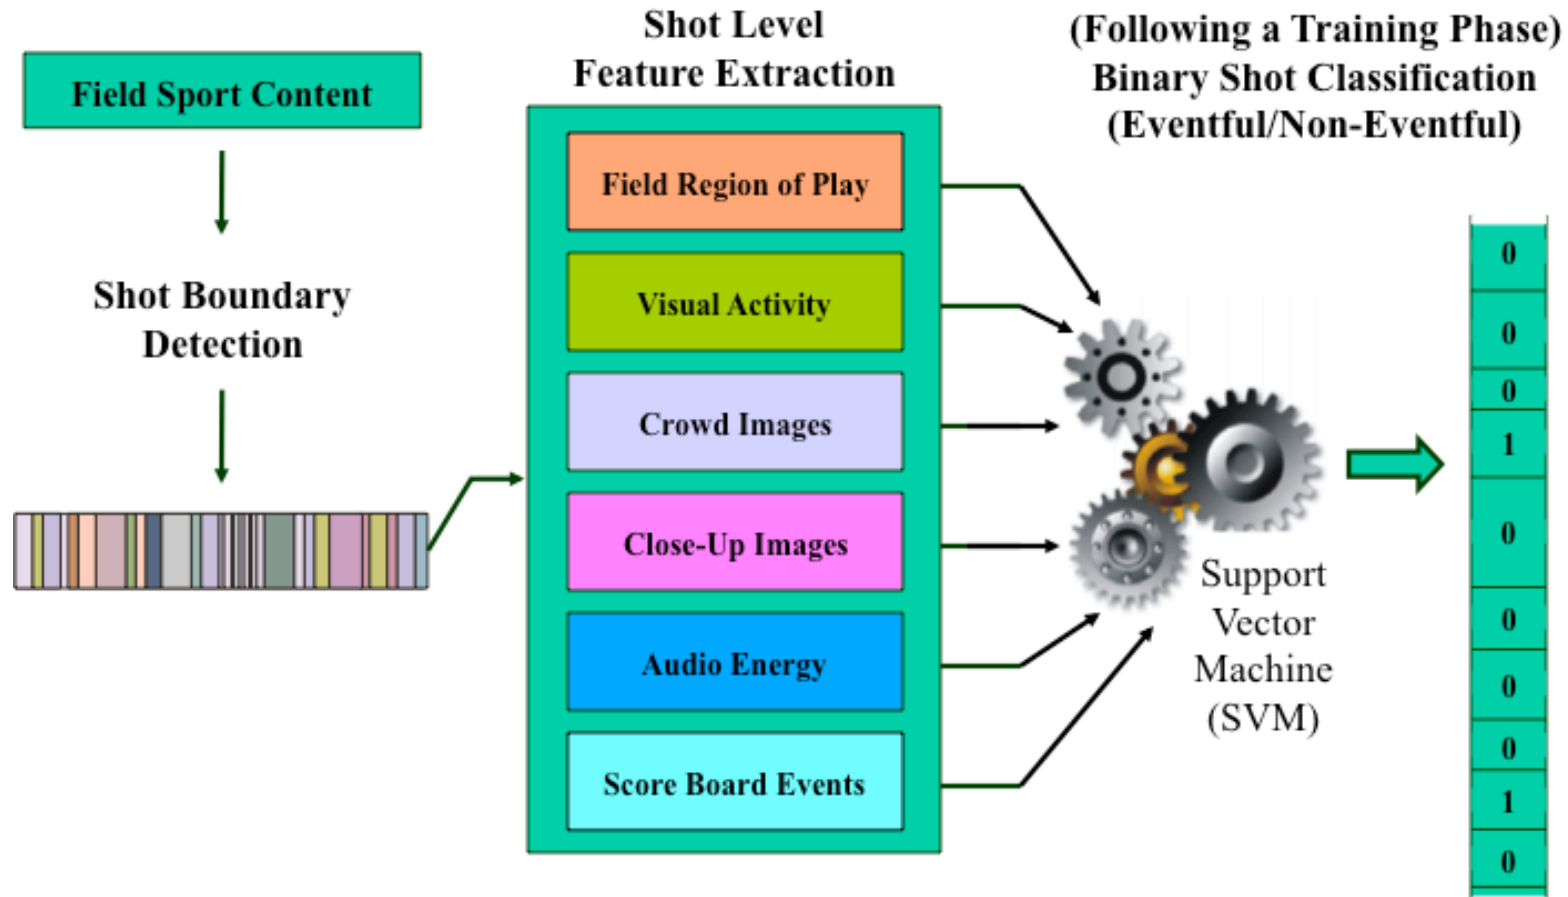 Field Sport Content
Shot Boundary
Detection
Shot Level
Feature Extraction
Field Region of Play
Visual Activity
Crowd Images
Close-Up Images
Audio Energy
Score Board Events
Support
Vector
Machine
(SVM)
(Following a Training Phase)
Binary Shot Classification
(Eventful/Non-Eventful)
0
0
0
1
0
0
0
0
1
0